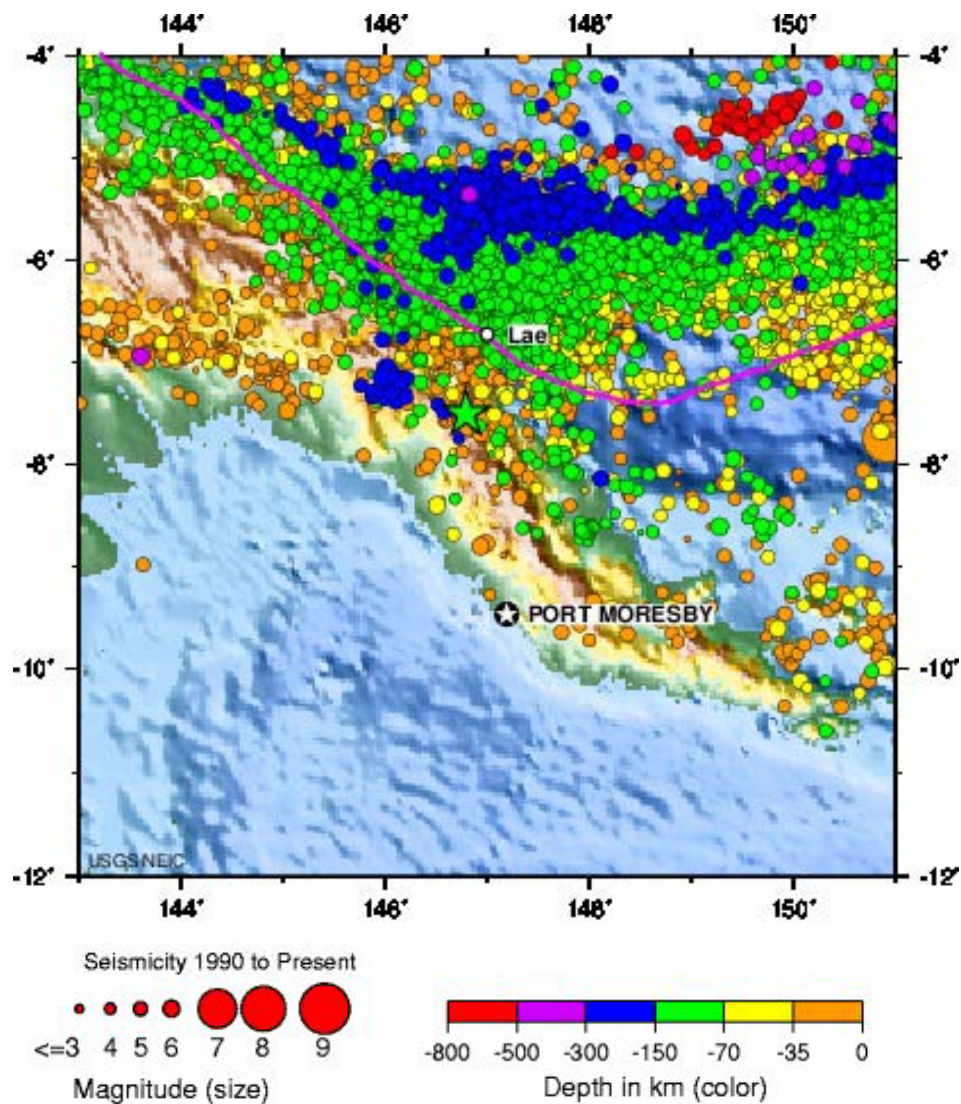 144° 146° 148° 150°
-4° -4°
-6° -6°
Lae
-8° -8°
PORT MORESBY
-10° -10°
USGS NEIC
-12° -12°
144° 146° 148° 150°
Seismicity 1990 to Present
<=3 4 5 6 7 8 9
Magnitude (size)
-800 -500 -300 -150 -70 -35 0
Depth in km (color)